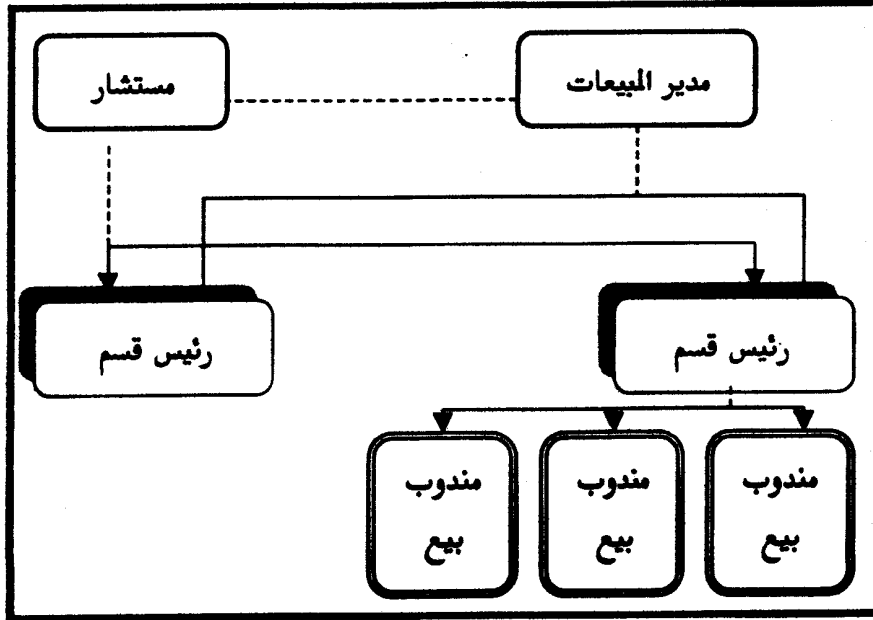 مدير المبيعات
مستشار
رئيس قسم
رئيس قسم
مندوب
بيع
مندوب
بيع
مندوب
بيع